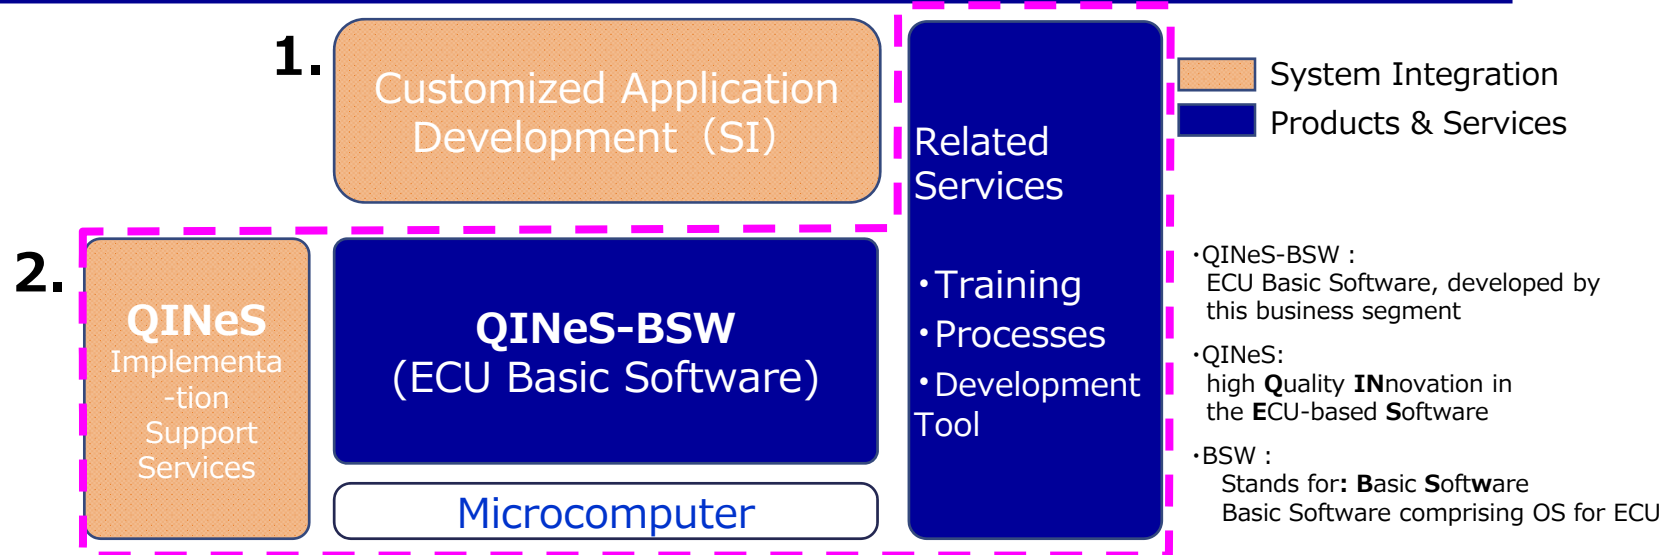 1.
Customized Application
Development（SI）
2.
QINeS
Implementa
-tion
Support
Services
QINeS-BSW
(ECU Basic Software)
Microcomputer
Related
Services
・Training
・Processes
・Development
Tool
System Integration
Products & Services
・QINeS-BSW :
ECU Basic Software, developed by
this business segment
・QINeS:
high Quality INnovation in
the ECU-based Software
・BSW :
Stands for: Basic Software
Basic Software comprising OS for ECU